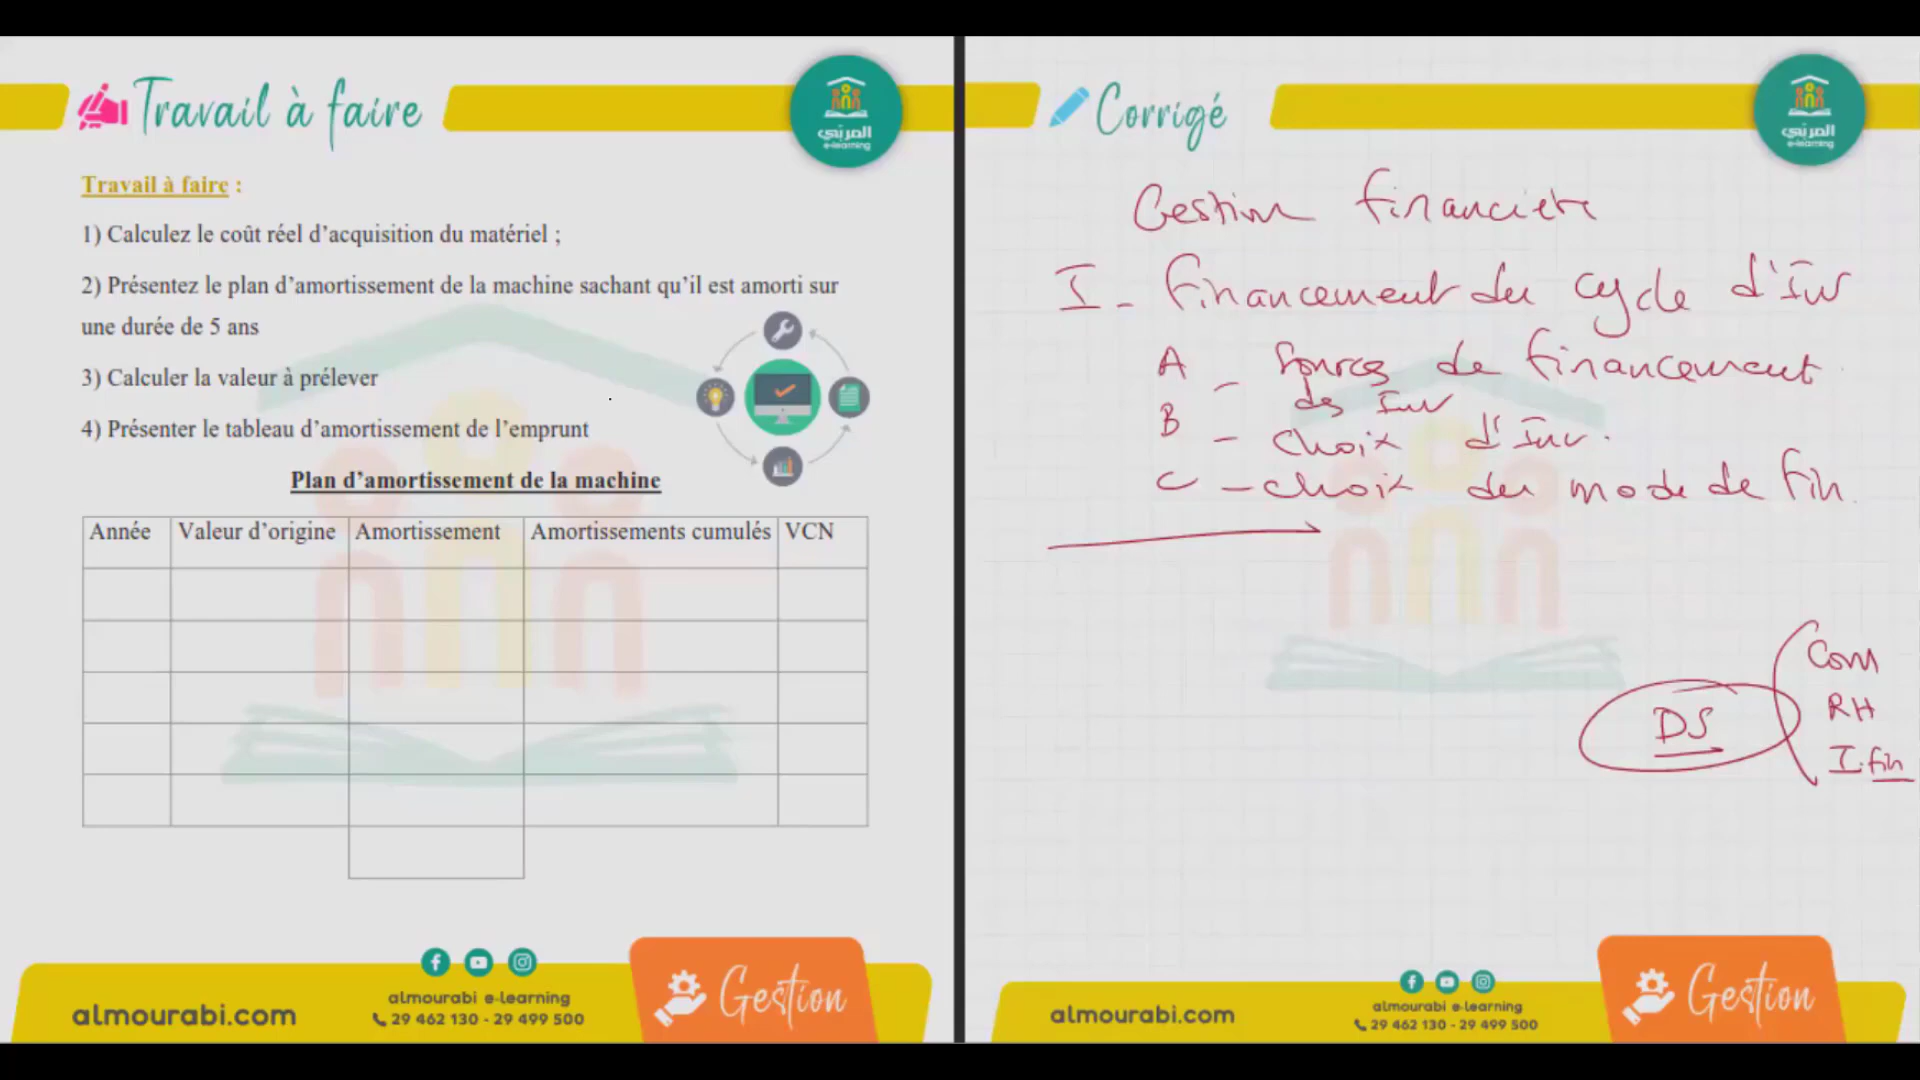 Travail à faire
المربي
e-learning
Travail à faire :
1) Calculez le coût réel d'acquisition du matériel ;
2) Présentez le plan d'amortissement de la machine sachant qu'il est amorti sur
une durée de 5 ans
3) Calculer la valeur à prélever
4) Présenter le tableau d'amortissement de l'emprunt
Plan d'amortissement de la machine
Année Valeur d'origine Amortissement Amortissements cumulés VCN
almourabi.com
almourabi e-learning
29 462 130 - 29 499 500
Gestion
Corrigé
المربي
e-learning
Gestion financière
I - Financement du cycle d'Inv
A - Sources de financement
des Inv
B - choix d'Inv.
C - choix du mode de fin.
DS
Com
RH
I. fin
almourabi.com
almourabi e-learning
29 462 130 - 29 499 500
Gestion